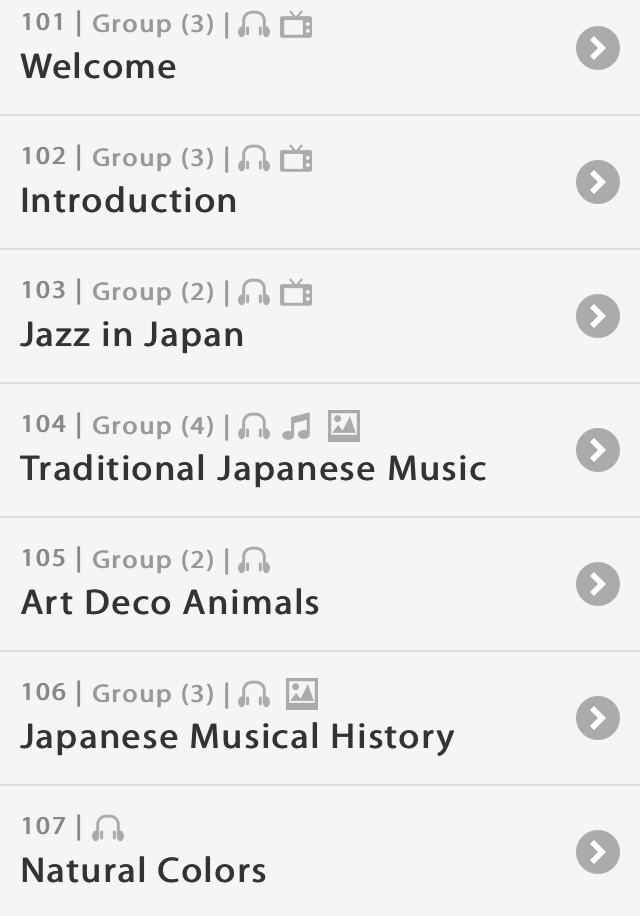 101 | Group (3) |
Welcome
102 | Group (3) |
Introduction
103 | Group (2) |
Jazz in Japan
104 | Group (4) |
Traditional Japanese Music
105 | Group (2) |
Art Deco Animals
106 | Group (3) |
Japanese Musical History
107 |
Natural Colors